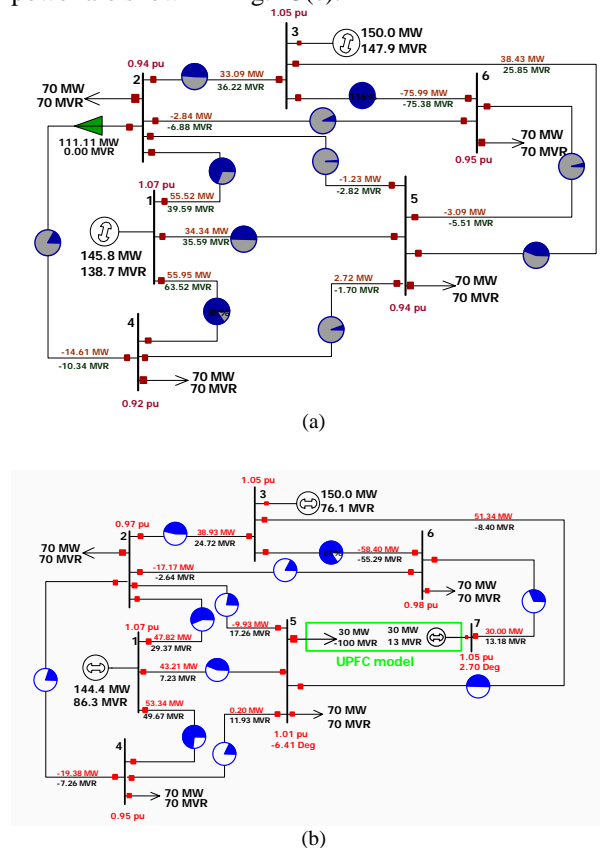 1.05 pu
3
150.0 MW
147.9 MVR
38.43 MW
25.85 MVR
0.94 pu
2
33.09 MW
36.22 MVR
-75.99 MW
-75.38 MVR
6
70 MW
70 MVR
-2.84 MW
-6.88 MVR
70 MW
70 MVR
0.95 pu
111.11 MW
0.00 MVR
1.07 pu
1
55.52 MW
39.59 MVR
-1.23 MW
-2.82 MVR
5
34.34 MW
35.59 MVR
-3.09 MW
-5.51 MVR
145.8 MW
138.7 MVR
55.95 MW
63.52 MVR
2.72 MW
-1.70 MVR
70 MW
70 MVR
0.94 pu
4
-14.61 MW
-10.34 MVR
70 MW
70 MVR
0.92 pu
(a)
1.05 pu
3
150.0 MW
76.1 MVR
51.34 MW
-8.40 MVR
0.97 pu
2
38.93 MW
24.72 MVR
-58.40 MW
-55.29 MVR
6
70 MW
70 MVR
-17.17 MW
-2.64 MVR
70 MW
70 MVR
0.98 pu
-9.93 MW
17.26 MVR
5
30 MW
-100 MVR
30 MW
13 MVR
7
30.00 MW
13.18 MVR
UPFC model
1.05 pu
2.70 Deg
1.07 pu
1
47.82 MW
29.37 MVR
43.21 MW
7.23 MVR
144.4 MW
86.3 MVR
53.34 MW
49.67 MVR
0.20 MW
11.93 MVR
70 MW
70 MVR
1.01 pu
-6.41 Deg
4
-19.38 MW
-7.26 MVR
70 MW
70 MVR
0.95 pu
(b)